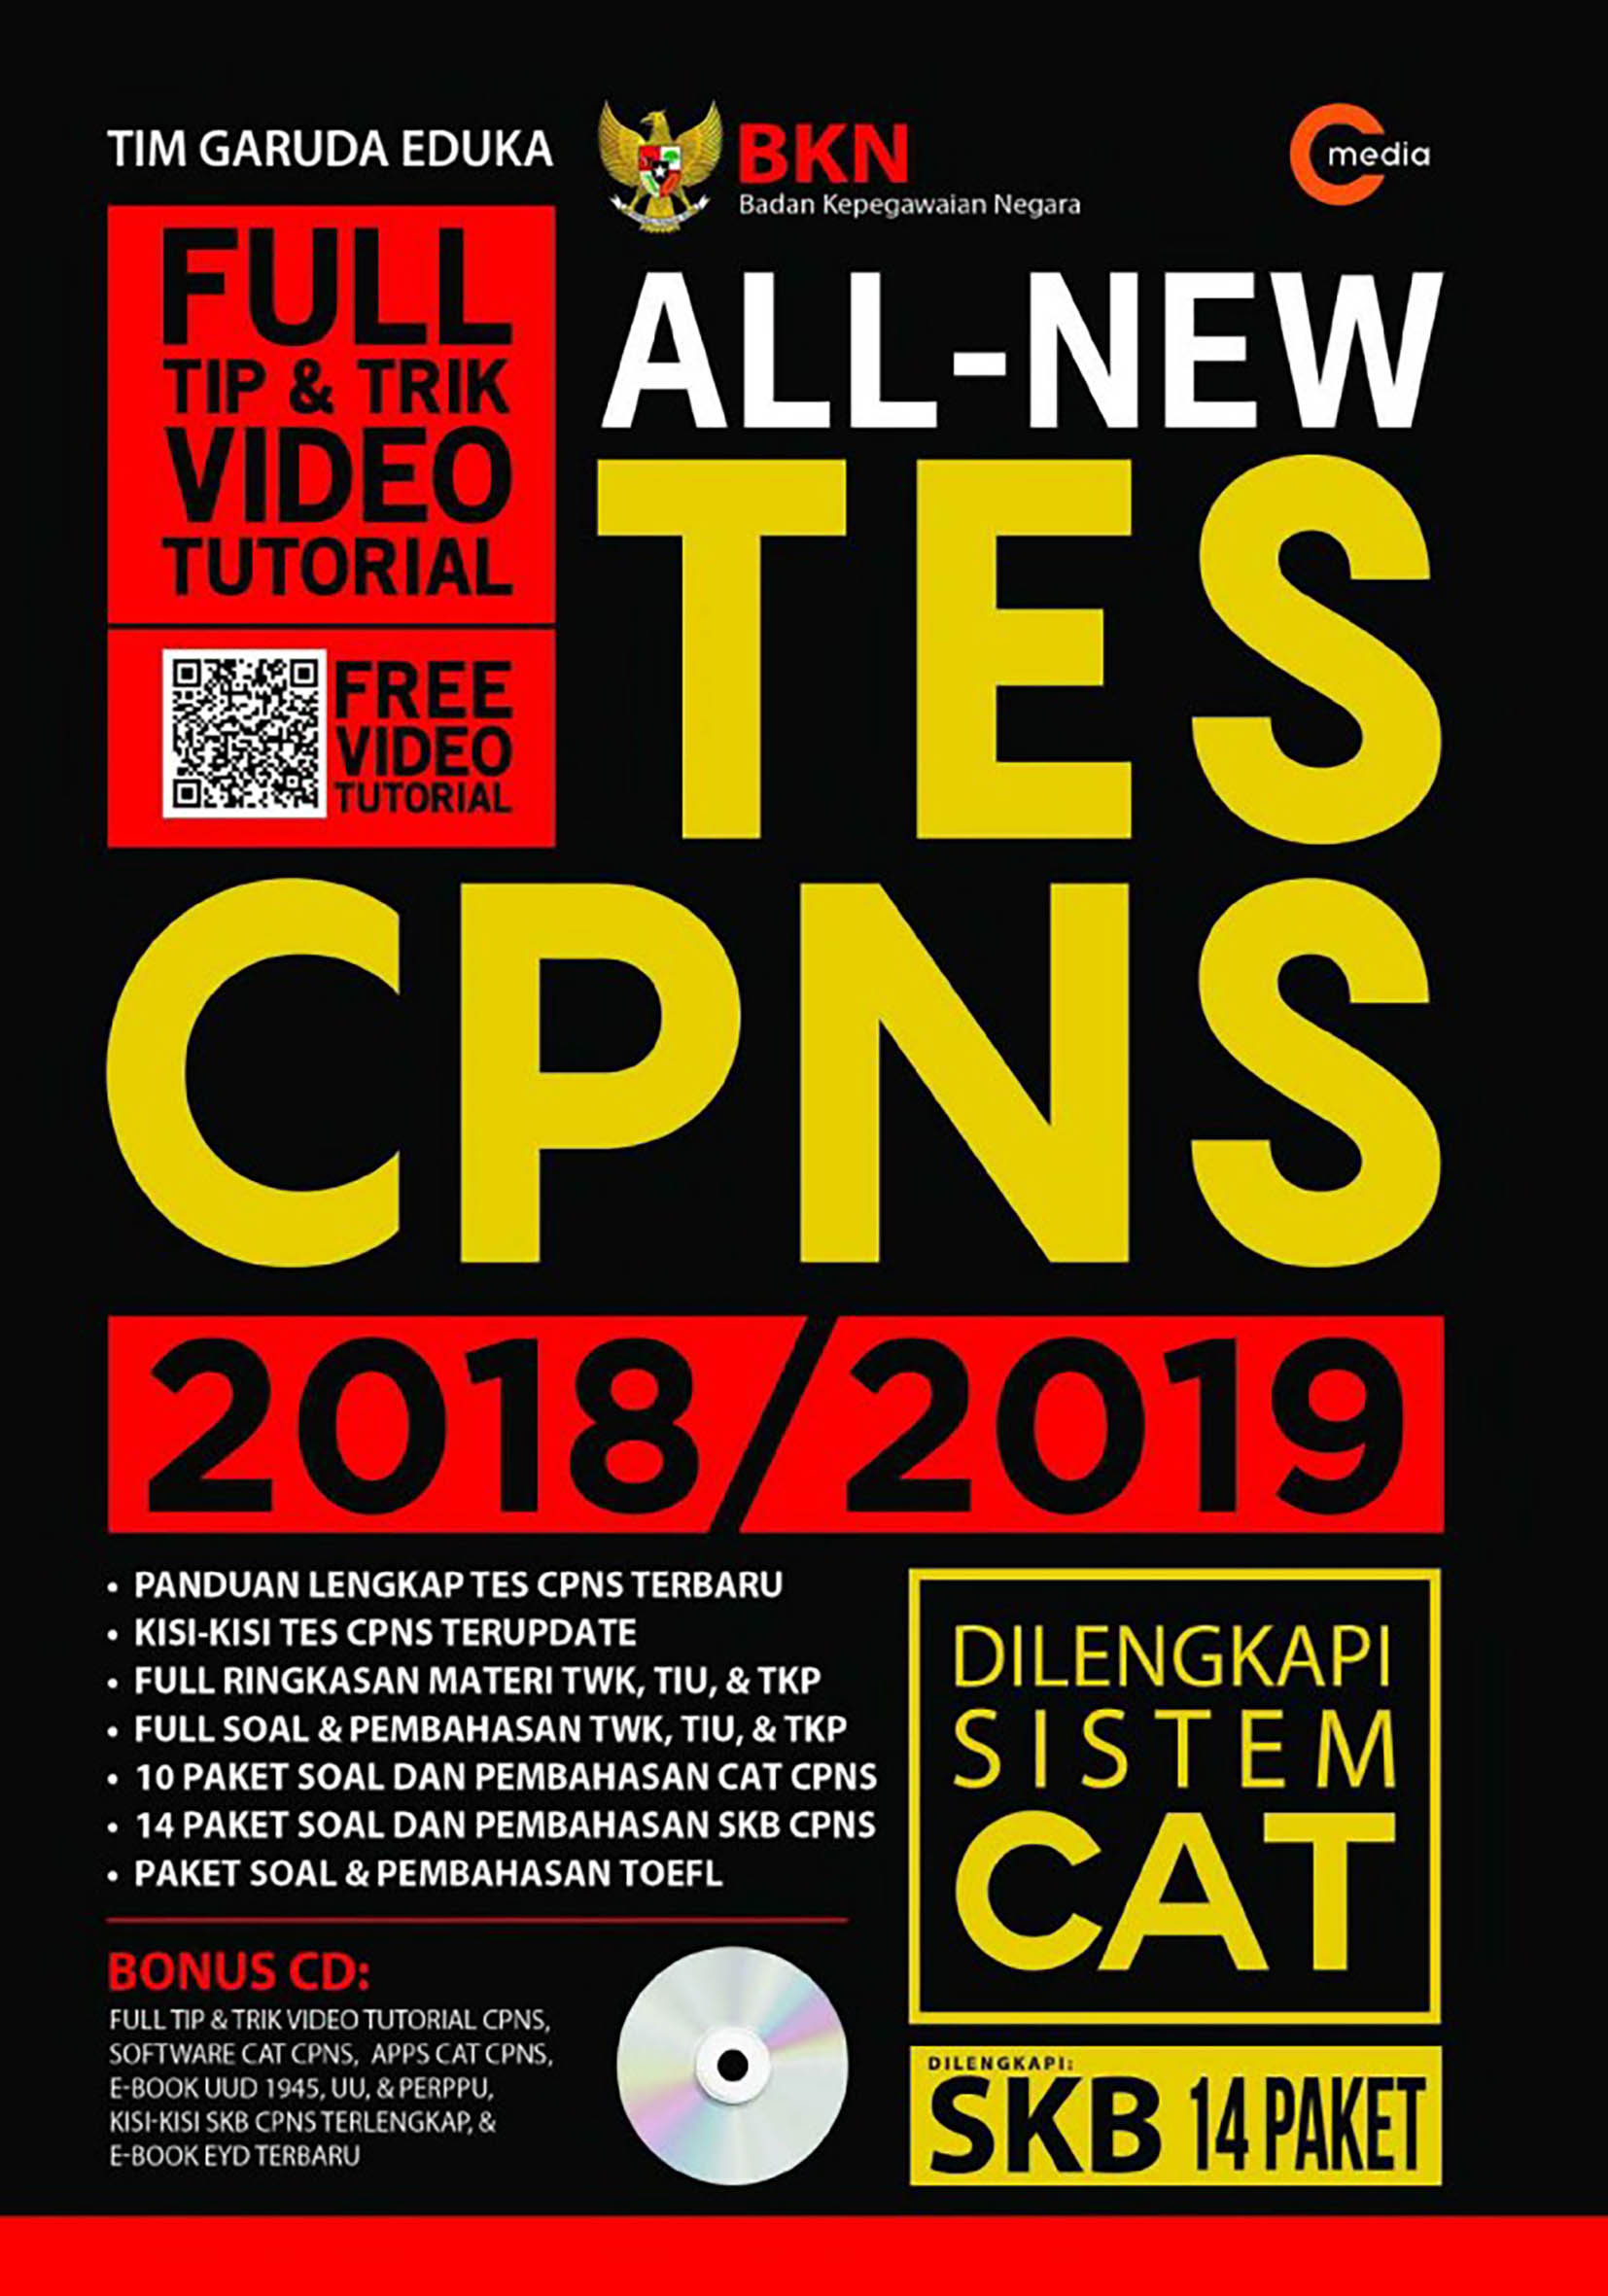 TIM GARUDA EDUKA
BKN
Badan Kepegawaian Negara
media
FULL
TIP & TRIK
VIDEO
TUTORIAL
FREE
VIDEO
TUTORIAL
ALL-NEW
TES
CPNS
2018/2019
• PANDUAN LENGKAP TES CPNS TERBARU
• KISI-KISI TES CPNS TERUPDATE
• FULL RINGKASAN MATERI TWK, TIU, & TKP
• FULL SOAL & PEMBAHASAN TWK, TIU, & TKP
• 10 PAKET SOAL DAN PEMBAHASAN CAT CPNS
• 14 PAKET SOAL DAN PEMBAHASAN SKB CPNS
• PAKET SOAL & PEMBAHASAN TOEFL
BONUS CD:
FULL TIP & TRIK VIDEO TUTORIAL CPNS,
SOFTWARE CAT CPNS, APPS CAT CPNS,
E-BOOK UUD 1945, UU, & PERPPU,
KISI-KISI SKB CPNS TERLENGKAP, &
E-BOOK EYD TERBARU
DILENGKAPI
SISTEM
CAT
DILENGKAPI:
SKB 14 PAKET